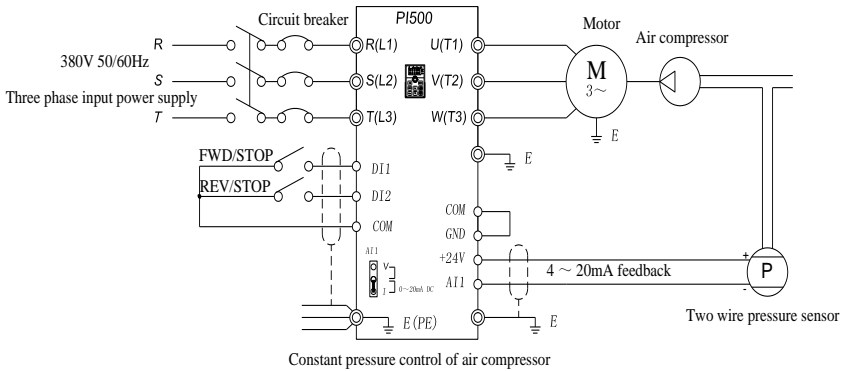 Circuit breaker
PI500
Motor
Air compressor
R
R(L1)
U(T1)
380V 50/60Hz
S
S(L2)
V(T2)
M
3~
Three phase input power supply
T
T(L3)
W(T3)
E
FWD/STOP
DI1
E
REV/STOP
DI2
COM
COM
GND
AI1
V
I
0~20mA DC
+24V
AI1
4 ~ 20mA feedback
+
P
-
E(PE)
E
Two wire pressure sensor
Constant pressure control of air compressor